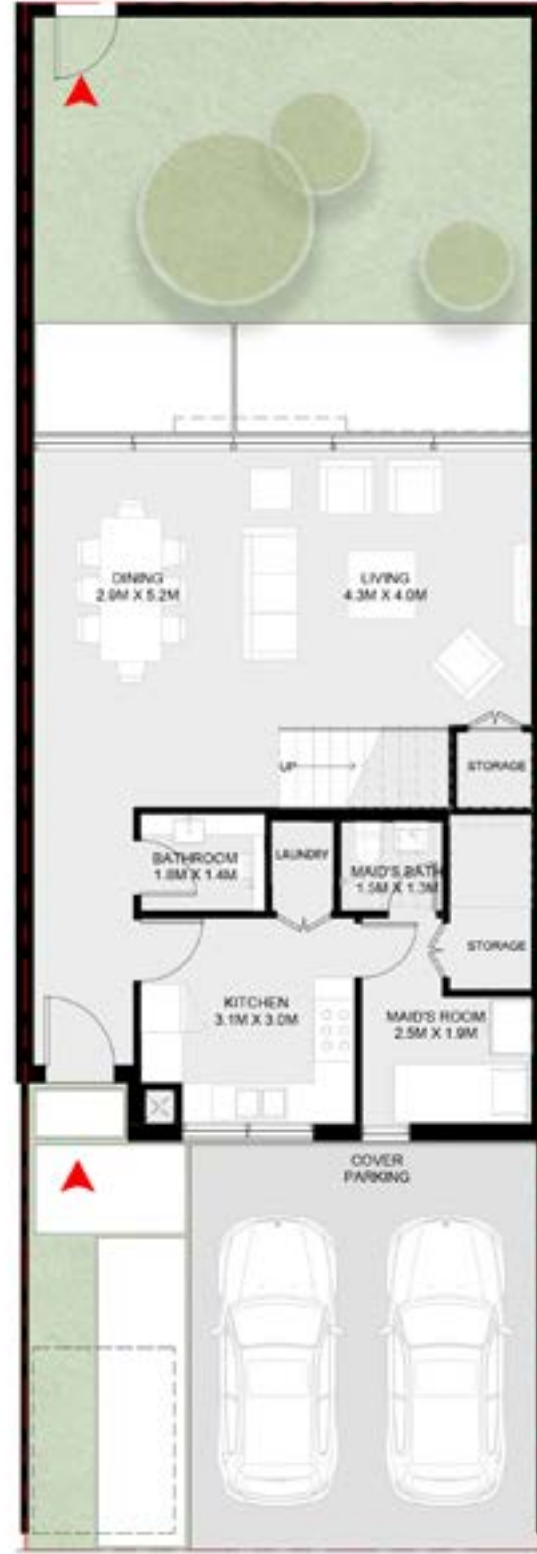 DINING
2.9M X 5.2M
LIVING
4.3M X 4.0M
UP
STORAGE
BATHROOM
1.8M X 1.4M
LAUNDRY
MAID'S BATH
1.5M X 1.3M
STORAGE
KITCHEN
3.1M X 3.0M
MAID'S ROOM
2.5M X 1.9M
COVER
PARKING